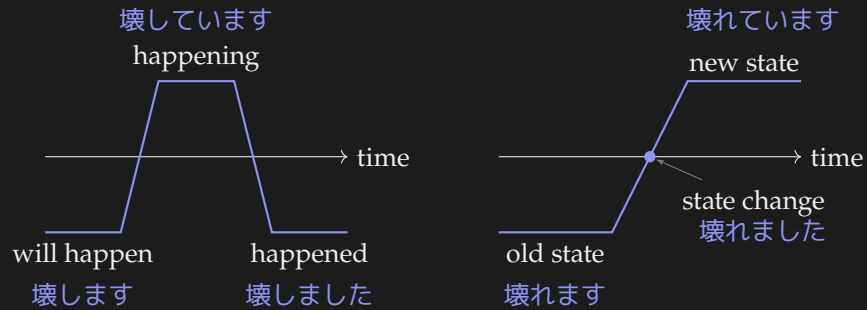 壊しています
happening
time
will happen
happened
壊します
壊しました
壊れています
new state
time
state change
壊れました
old state
壊れます